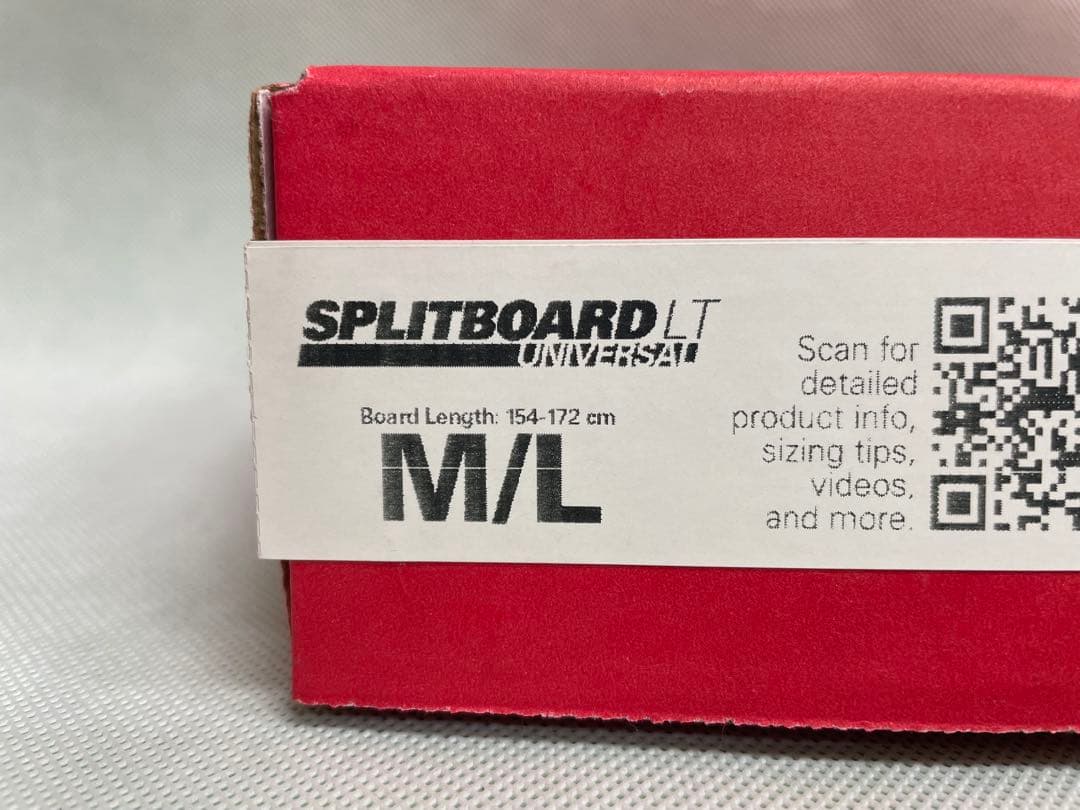 SPLITBOARD LT
UNIVERSAL
Board Length: 154-172 cm
M/L
Scan for
detailed
product info,
sizing tips,
videos,
and more.